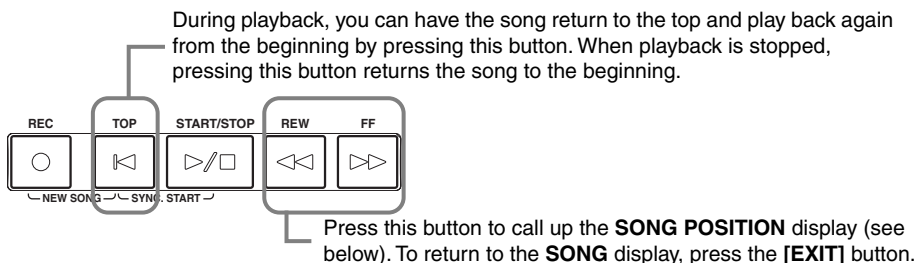 During playback, you can have the song return to the top and play back again
from the beginning by pressing this button. When playback is stopped,
pressing this button returns the song to the beginning.
REC TOP START/STOP REW FF
NEW SONG SYNC. START
Press this button to call up the SONG POSITION display (see
below). To return to the SONG display, press the [EXIT] button.